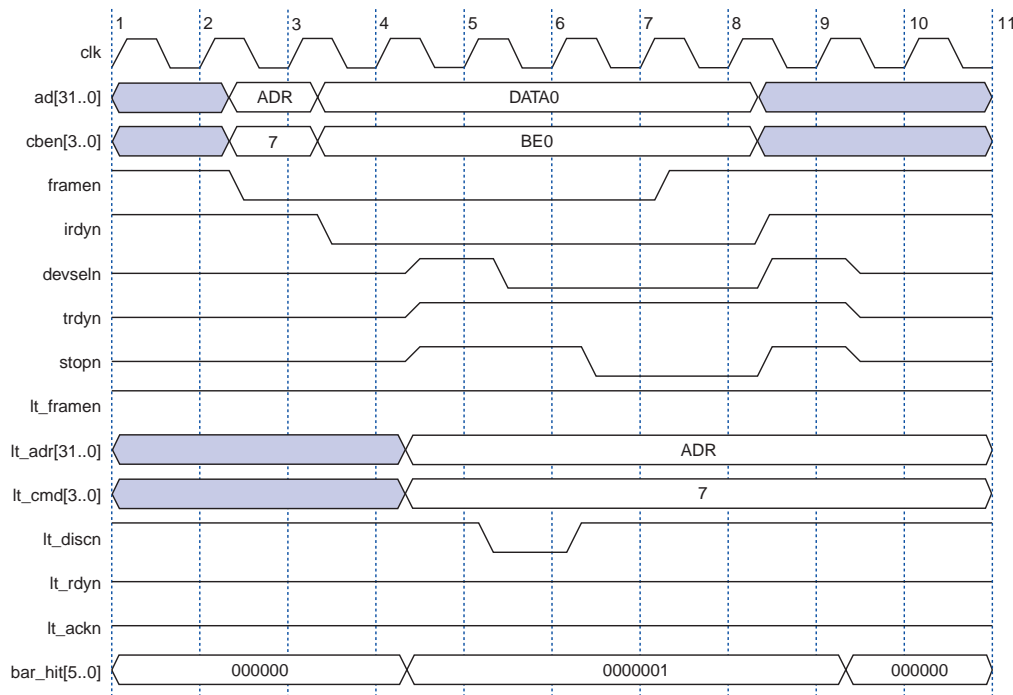 1 2 3 4 5 6 7 8 9 10 11
clk
ad[31..0] ADR DATA0
cben[3..0] 7 BE0
framen
irdyn
devseln
trdyn
stopn
lt_framen
lt_adr[31..0] ADR
lt_cmd[3..0] 7
lt_discn
lt_rdyn
lt_ackn
bar_hit[5..0] 000000 0000001 000000